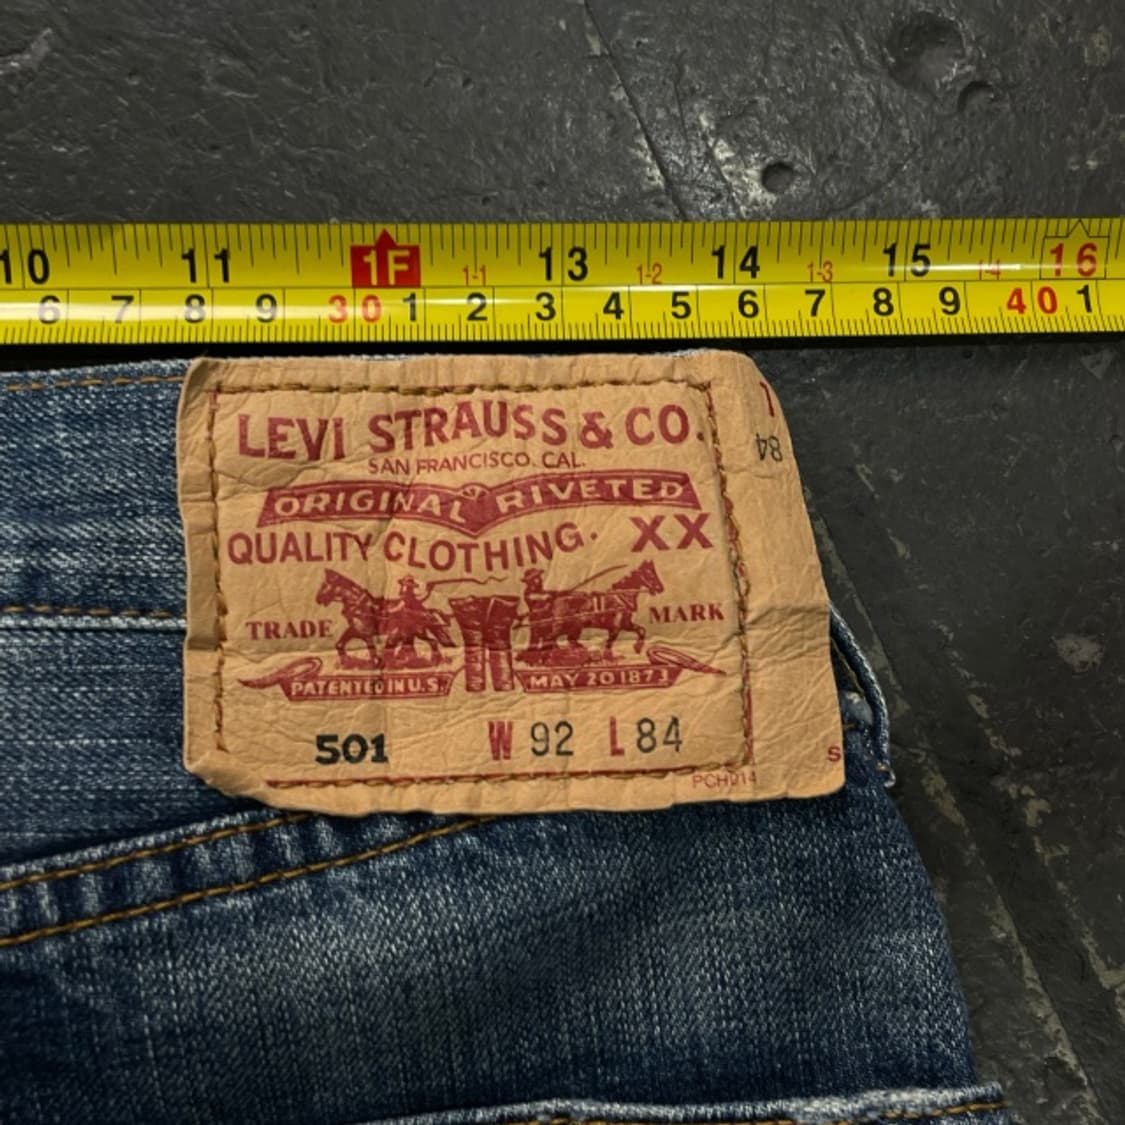 10 11 1F 1-1 13 1-2 14 1-3 15 1-4 16
6 7 8 9 30 1 2 3 4 5 6 7 8 9 40 1
LEVI STRAUSS & CO.
SAN FRANCISCO, CAL.
ORIGINAL RIVETED
QUALITY CLOTHING. XX
TRADE MARK
PATENTED IN U.S. MAY 20 1873
501 W 92 L 84
PCH014
L 84
S